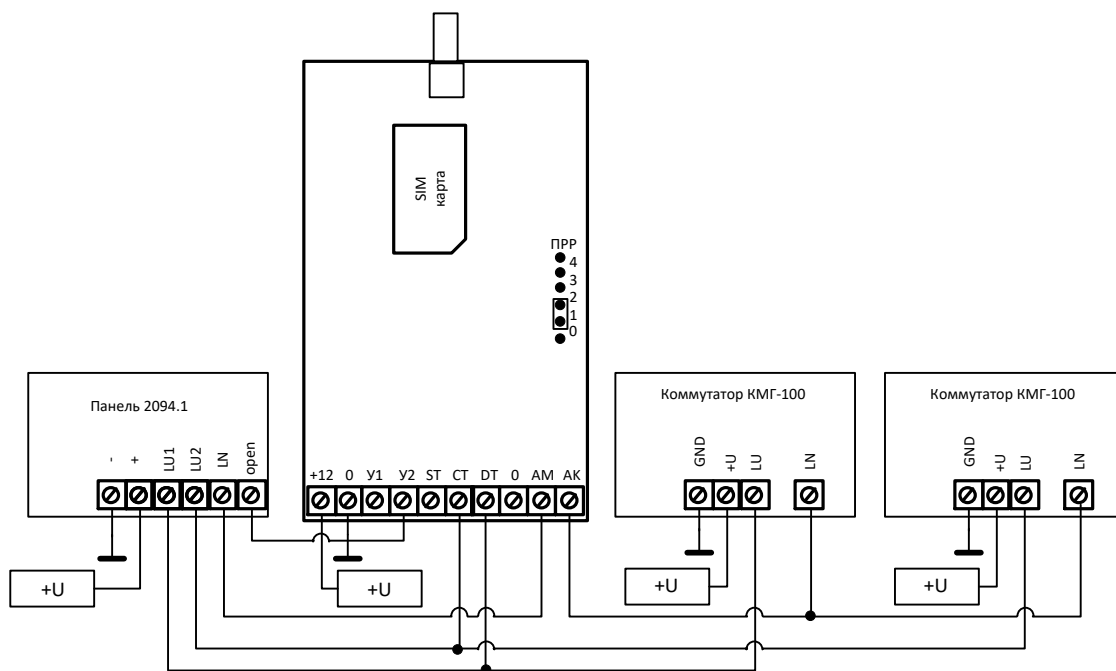 SIM
карта
ПРР
4
3
2
1
0
Панель 2094.1
-
+
LU1
LU2
LN
open
+12
0
У1
У2
ST
CT
DT
0
AM
AK
Коммутатор КМГ-100
GND
+U
LU
LN
Коммутатор КМГ-100
GND
+U
LU
LN
+U
+U
+U
+U